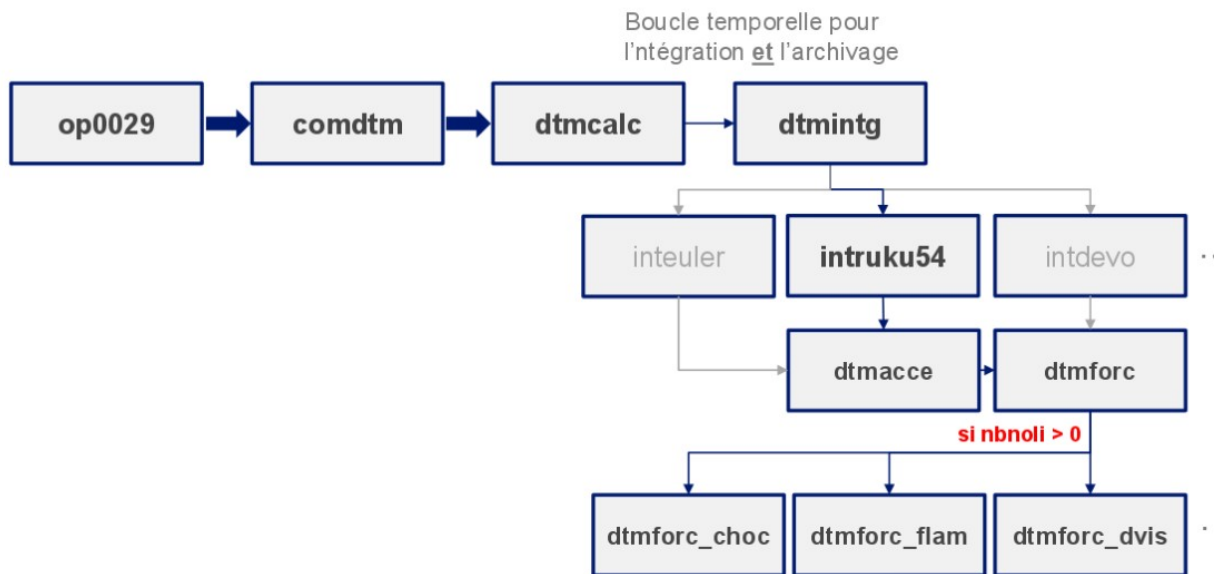 Boucle temporelle pour
l'ntégration et l'archivage
op0029
comdtm
dtmcalc
dtmintg
inteuler
intruku54
intdevo
..
dtmacce
dtmforc
si nbnoli > 0
dtmforc_choc
dtmforc_flam
dtmforc_dvis
.